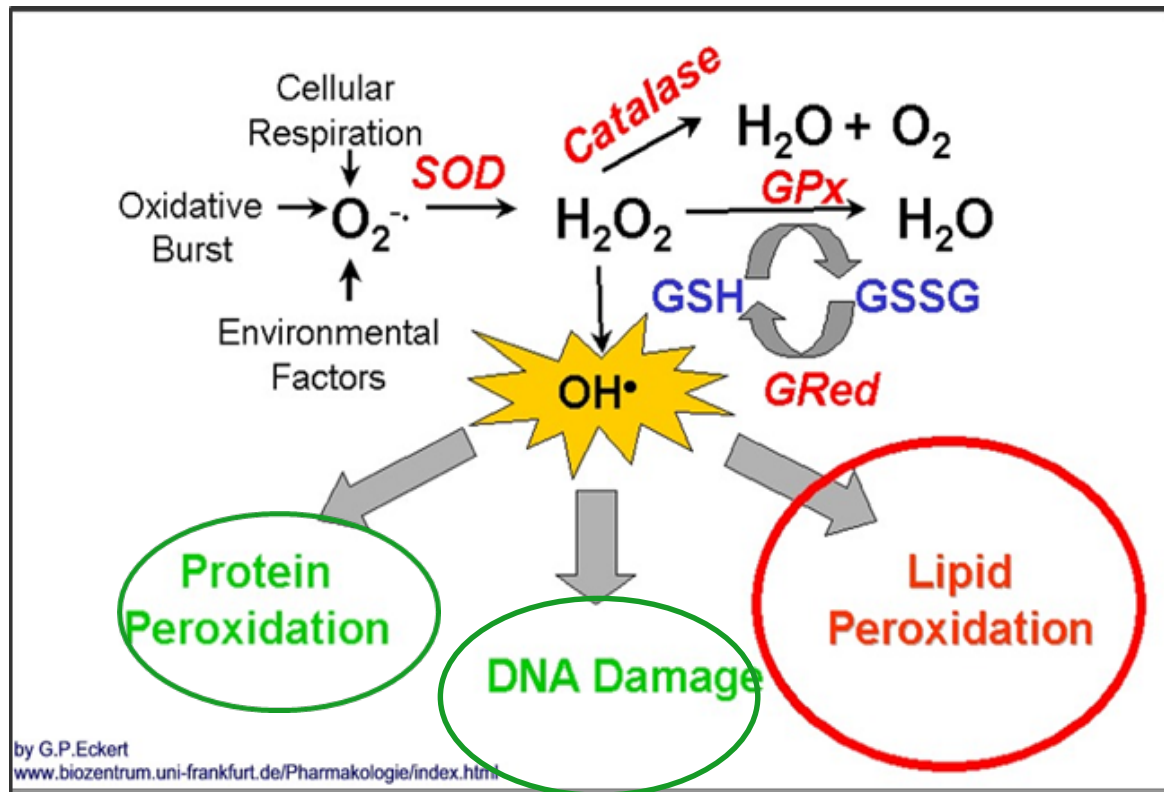 Cellular
Respiration
Oxidative
Burst
O₂⁻·
Environmental
Factors
SOD
H₂O₂
Catalase
H₂O + O₂
GPx
H₂O
GSH
GSSG
GRed
OH•
Protein
Peroxidation
DNA Damage
Lipid
Peroxidation
by G.P.Eckert
www.biozentrum.uni-frankfurt.de/Pharmakologie/index.html